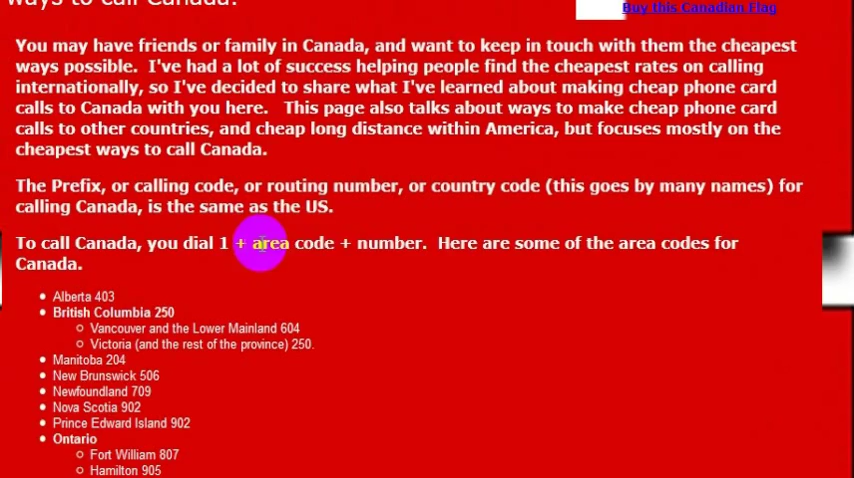 ways to call Canada.
Buy this Canadian Flag
You may have friends or family in Canada, and want to keep in touch with them the cheapest
ways possible.  I've had a lot of success helping people find the cheapest rates on calling
internationally, so I've decided to share what I've learned about making cheap phone card
calls to Canada with you here.   This page also talks about ways to make cheap phone card
calls to other countries, and cheap long distance within America, but focuses mostly on the
cheapest ways to call Canada.
The Prefix, or calling code, or routing number, or country code (this goes by many names) for
calling Canada, is the same as the US.
To call Canada, you dial 1 + area code + number.  Here are some of the area codes for
Canada.
Alberta 403
British Columbia 250
Vancouver and the Lower Mainland 604
Victoria (and the rest of the province) 250.
Manitoba 204
New Brunswick 506
Newfoundland 709
Nova Scotia 902
Prince Edward Island 902
Ontario
Fort William 807
Hamilton 905